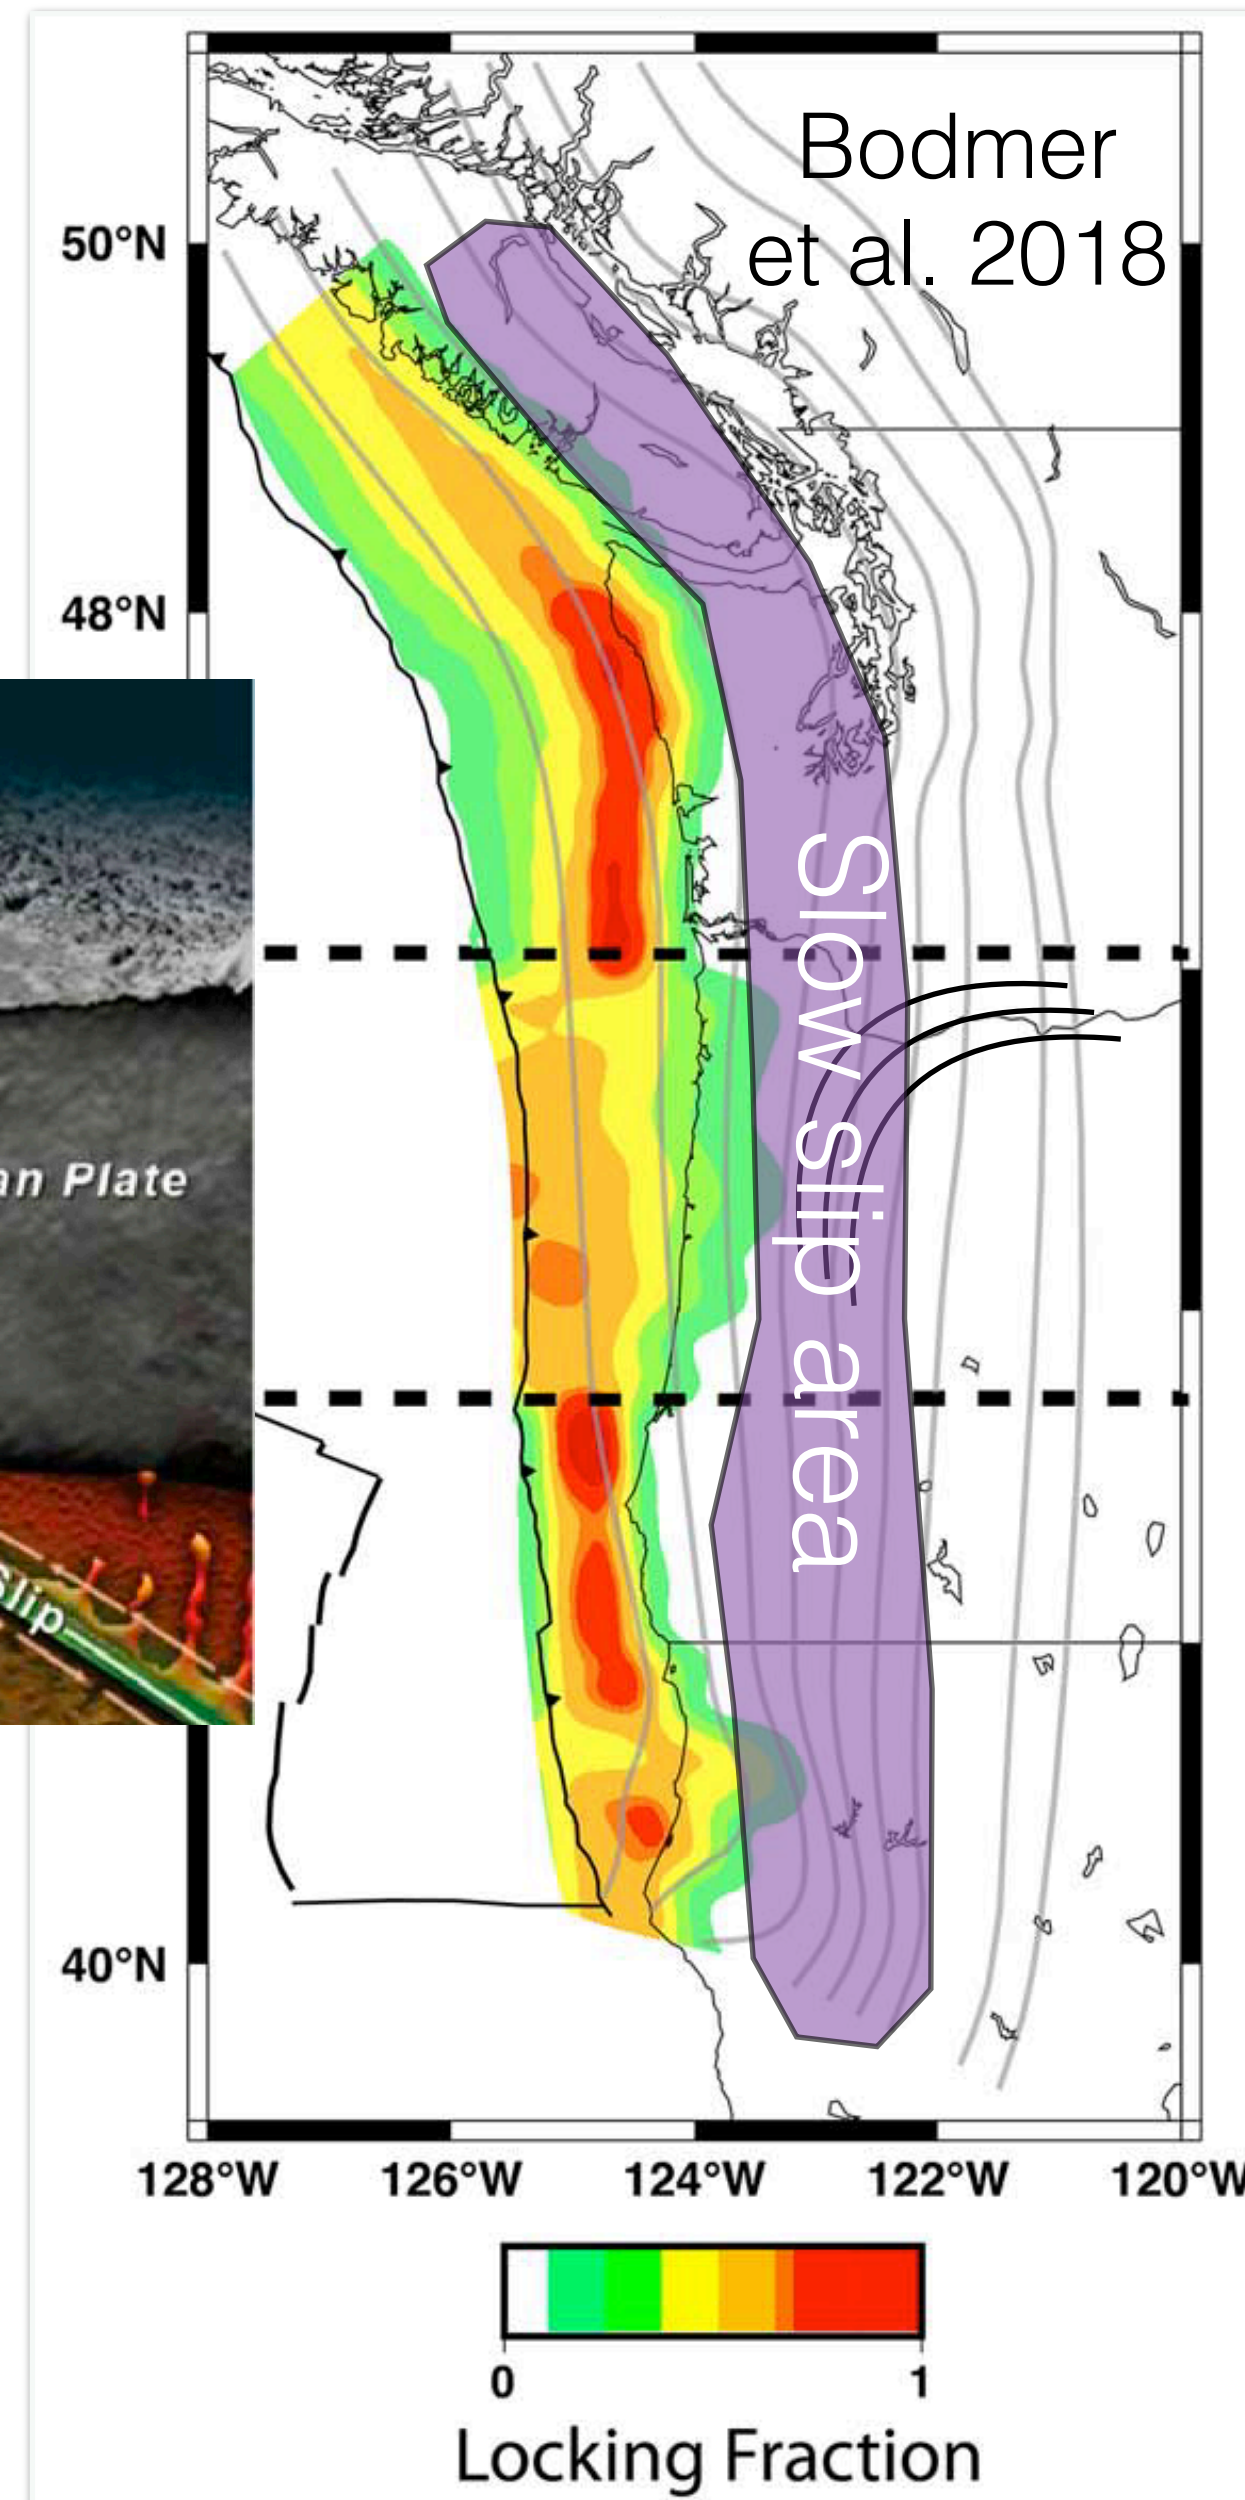 Bodmer
et al. 2018
50°N
48°N
an Plate
Slow slip area
Slip
40°N
128°W 126°W 124°W 122°W 120°W
0 1
Locking Fraction